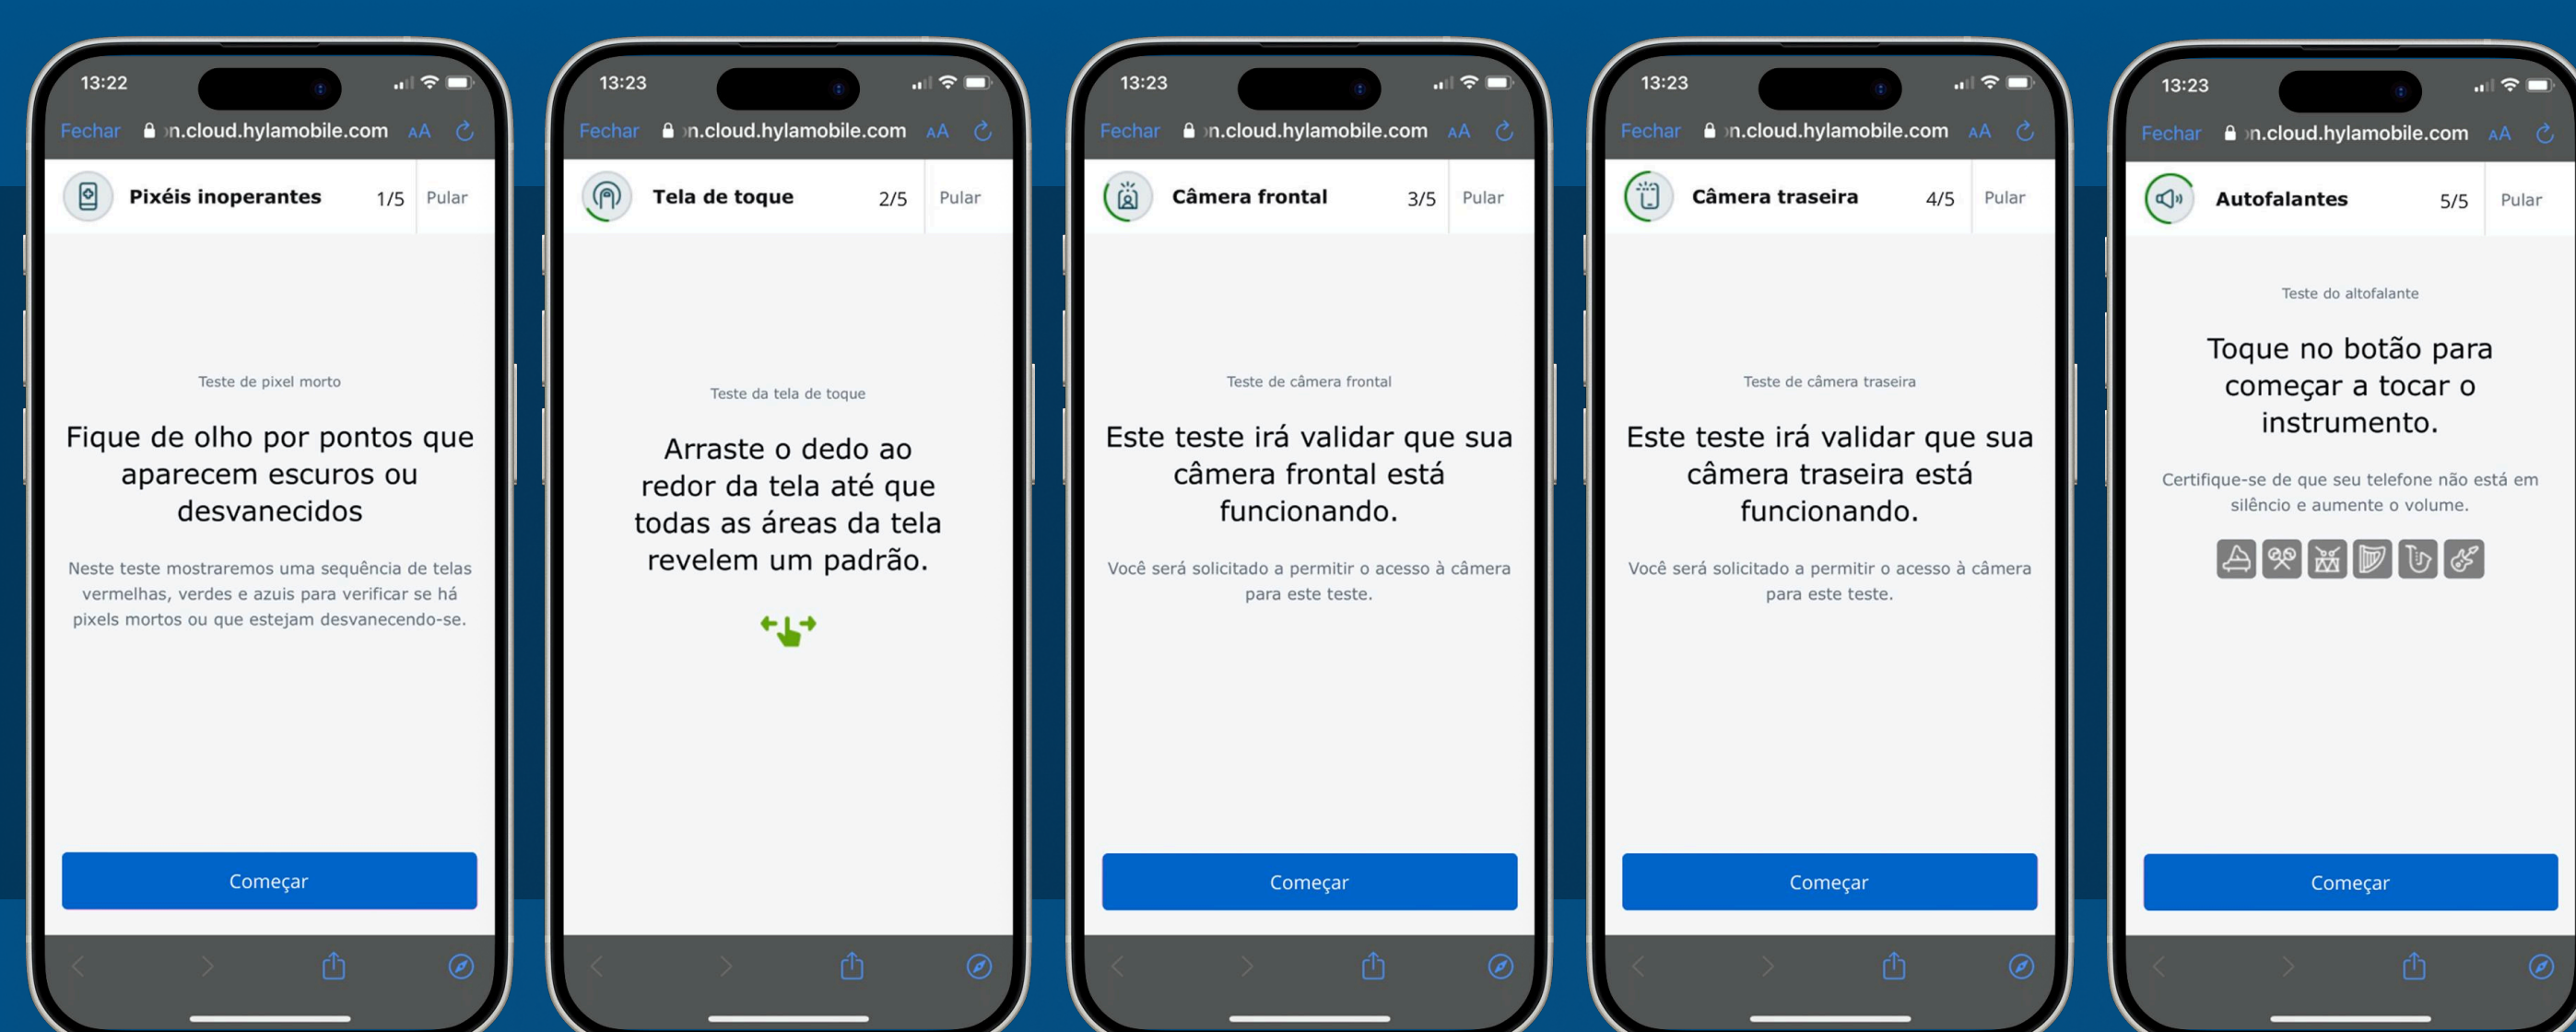 13:22
Fechar n.cloud.hylamobile.com AA
Pixéis inoperantes 1/5 Pular
Teste de pixel morto
Fique de olho por pontos que
aparecem escuros ou
desvanecidos
Neste teste mostraremos uma sequência de telas
vermelhas, verdes e azuis para verificar se há
pixels mortos ou que estejam desvanecendo-se.
Começar
13:23
Fechar n.cloud.hylamobile.com AA
Tela de toque 2/5 Pular
Teste da tela de toque
Arraste o dedo ao
redor da tela até que
todas as áreas da tela
revelem um padrão.
13:23
Fechar n.cloud.hylamobile.com AA
Câmera frontal 3/5 Pular
Teste de câmera frontal
Este teste irá validar que sua
câmera frontal está
funcionando.
Você será solicitado a permitir o acesso à câmera
para este teste.
Começar
13:23
Fechar n.cloud.hylamobile.com AA
Câmera traseira 4/5 Pular
Teste de câmera traseira
Este teste irá validar que sua
câmera traseira está
funcionando.
Você será solicitado a permitir o acesso à câmera
para este teste.
Começar
13:23
Fechar n.cloud.hylamobile.com AA
Autofalantes 5/5 Pular
Teste do altofalante
Toque no botão para
começar a tocar o
instrumento.
Certifique-se de que seu telefone não está em
silêncio e aumente o volume.
Começar